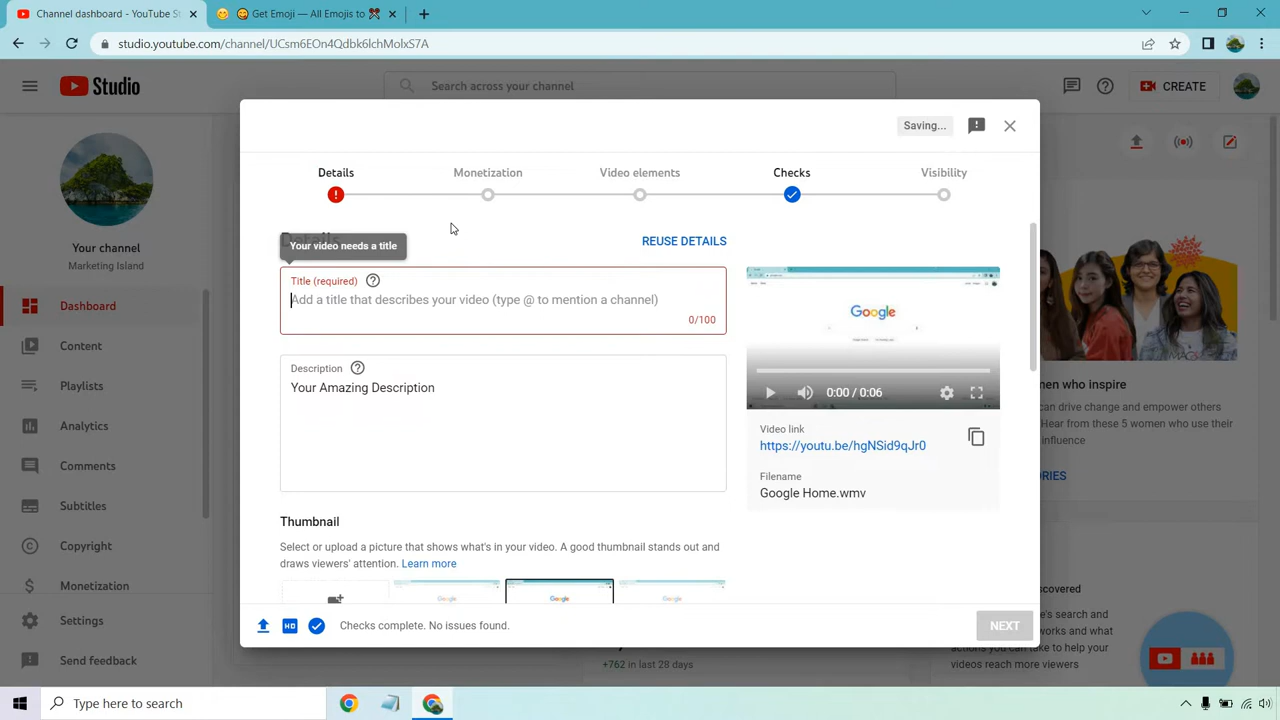 Channel dashboard - YouTube St
Get Emoji — All Emojis to
studio.youtube.com/channel/UCsm6EOn4Qdbk6lchMolxS7A
Studio
Search across your channel
CREATE
Saving...
Details
Monetization
Video elements
Checks
Visibility
Your channel
Marketing Island
Your video needs a title
REUSE DETAILS
Title (required)
Add a title that describes your video (type @ to mention a channel)
0/100
Google
0:00 / 0:06
Description
Your Amazing Description
Video link
https://youtu.be/hgNSid9qJr0
Filename
Google Home.wmv
Thumbnail
Select or upload a picture that shows what's in your video. A good thumbnail stands out and
draws viewers' attention. Learn more
Google
Google
Google
HD
Checks complete. No issues found.
NEXT
Dashboard
Content
Playlists
Analytics
Comments
Subtitles
Copyright
Monetization
Settings
Send feedback
men who inspire
can drive change and empower others
Hear from these 5 women who use their
influence
ORIES
+762 in last 28 days
scovered
e's search and
works and what
actions you can take to help your
videos reach more viewers
Type here to search